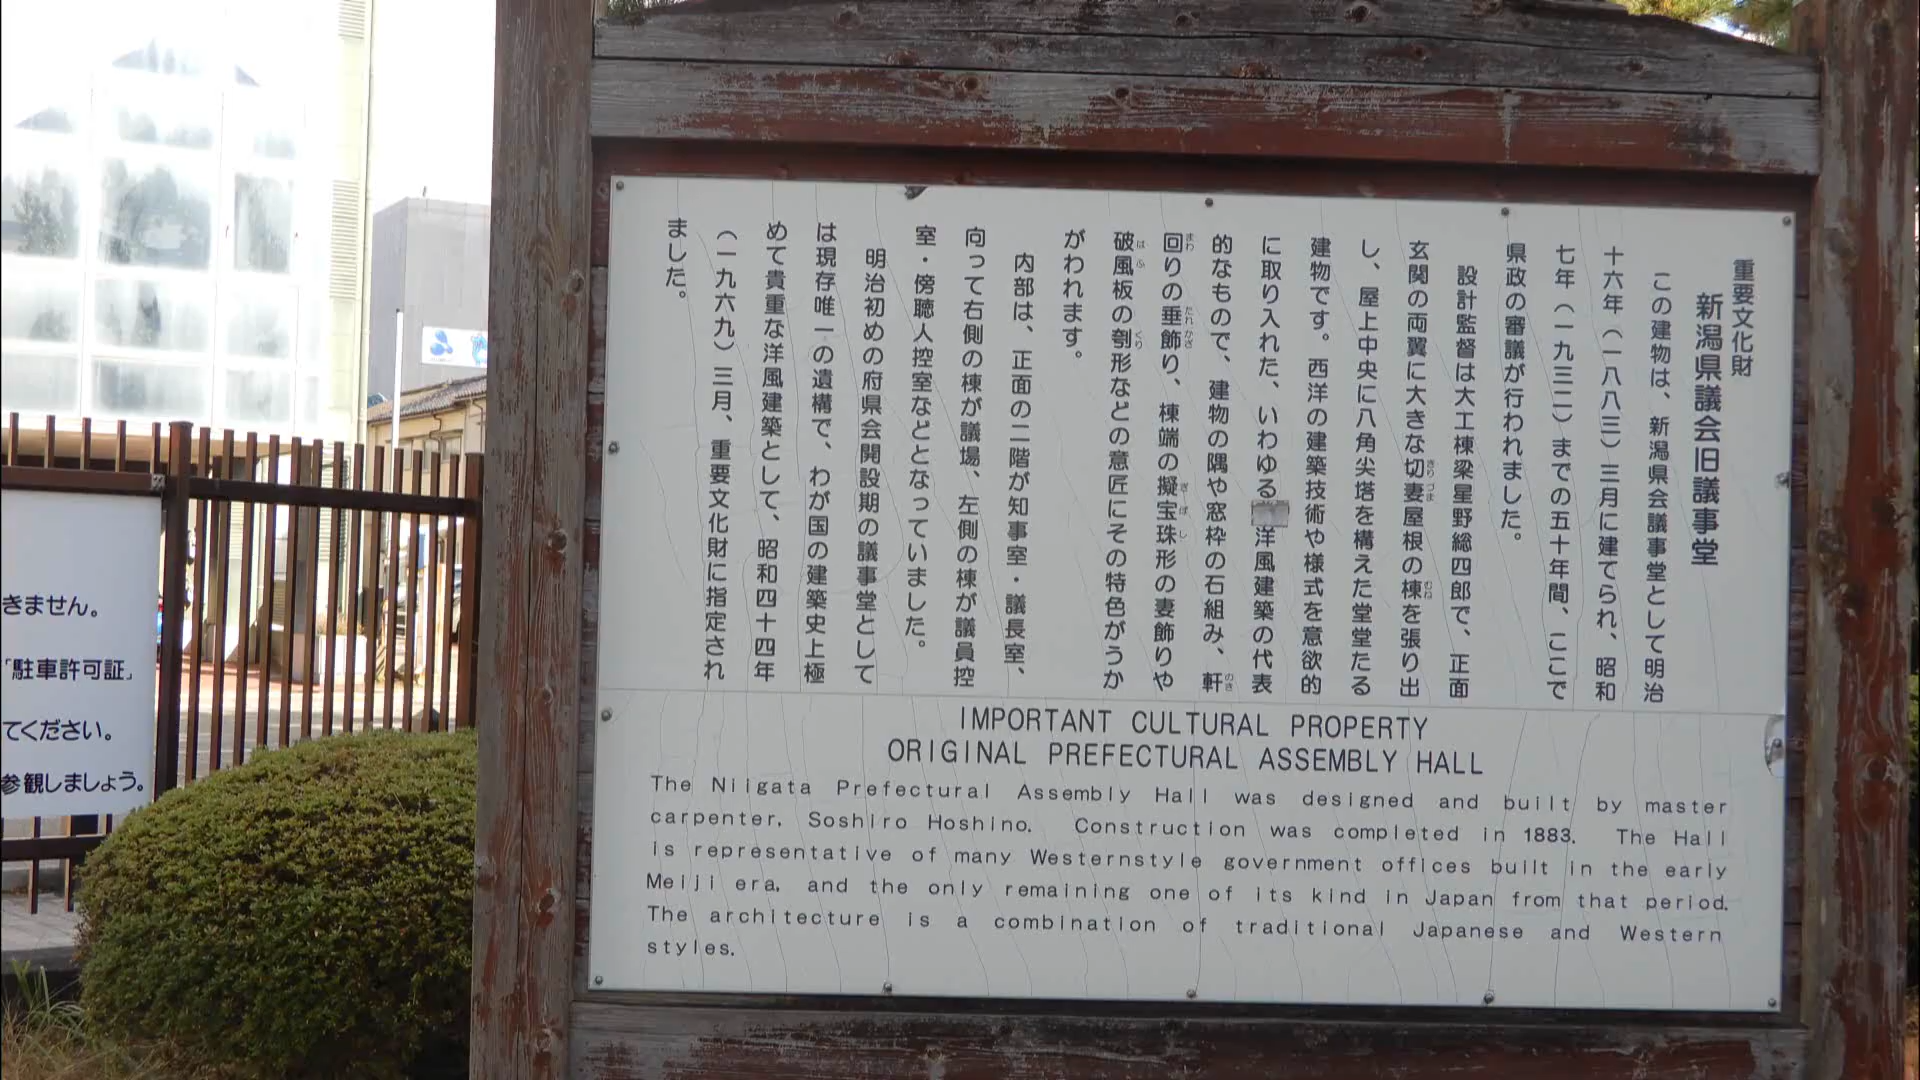 重要文化財
新潟県議会旧議事堂
この建物は、新潟県会議事堂として明治
十六年（一八八三）三月に建てられ、昭和
七年（一九三二）までの五十年間、ここで
県政の審議が行われました。
設計監督は大工棟梁星野総四郎で、正面
玄関の両翼に大きな切妻屋根の棟を張り出
し、屋上中央に八角尖塔を構えた堂堂たる
建物です。西洋の建築技術や様式を意欲的
に取り入れた、いわゆる洋風建築の代表
的なもので、建物の隅や窓枠の石組み、軒
回りの垂飾り、棟端の擬宝珠形の妻飾りや
破風板の刳形などの意匠にその特色がうか
がわれます。
内部は、正面の二階が知事室・議長室、
向って右側の棟が議場、左側の棟が議員控
室・傍聴人控室などとなっていました。
明治初めの府県会開設期の議事堂として
は現存唯一の遺構で、わが国の建築史上極
めて貴重な洋風建築として、昭和四十四年
（一九六九）三月、重要文化財に指定され
ました。
IMPORTANT CULTURAL PROPERTY
ORIGINAL PREFECTURAL ASSEMBLY HALL
The Niigata Prefectural Assembly Hall was designed and built by master
carpenter, Soshiro Hoshino. Construction was completed in 1883. The Hall
is representative of many Westernstyle government offices built in the early
Meiji era, and the only remaining one of its kind in Japan from that period.
The architecture is a combination of traditional Japanese and Western
styles.
きません。
「駐車許可証」
てください。
参観しましょう。